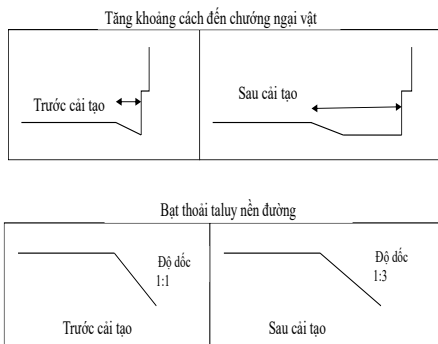 Tăng khoảng cách đến chướng ngại vật
Trước cải tạo
Sau cải tạo
Bạt thoải taluy nền đường
Độ dốc
1:1
Độ dốc
1:3
Trước cải tạo
Sau cải tạo